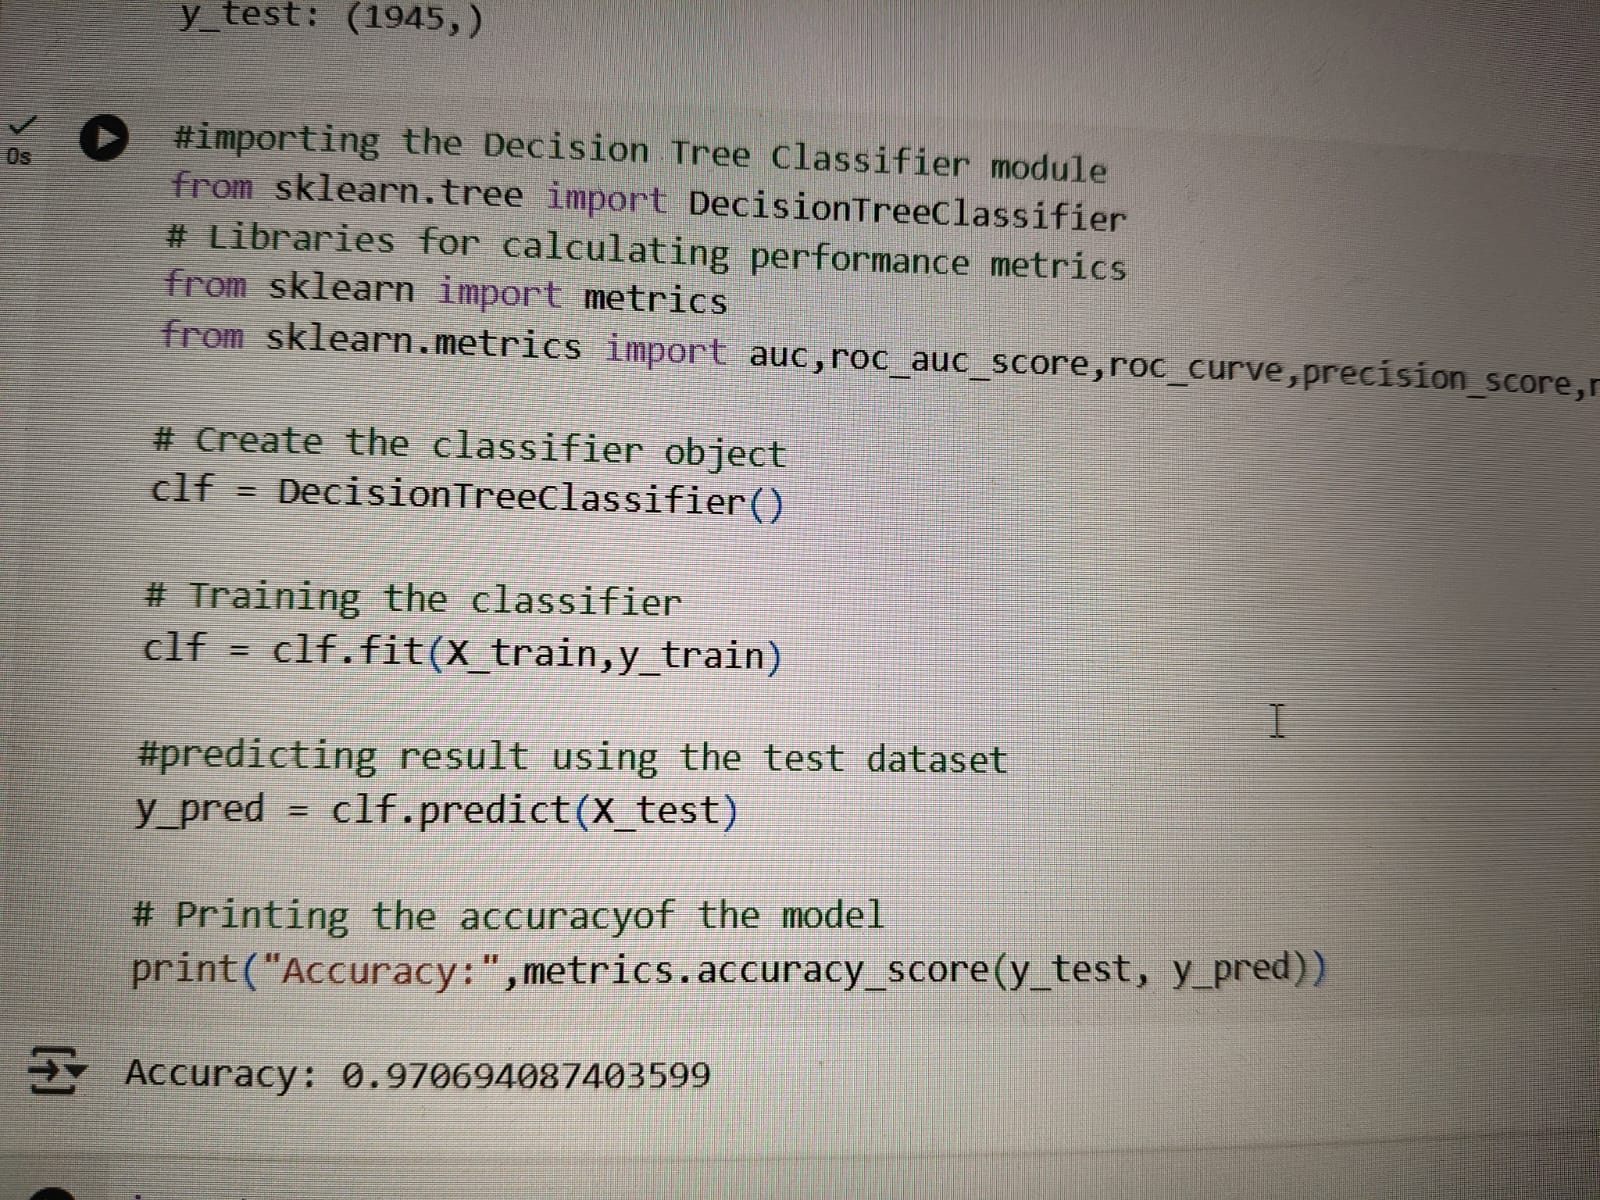 y_test: (1945,)
0s
#importing the Decision Tree Classifier module
from sklearn.tree import DecisionTreeClassifier
# Libraries for calculating performance metrics
from sklearn import metrics
from sklearn.metrics import auc,roc_auc_score,roc_curve,precision_score,r
# Create the classifier object
clf = DecisionTreeClassifier()
# Training the classifier
clf = clf.fit(X_train,y_train)
#predicting result using the test dataset
y_pred = clf.predict(X_test)
# Printing the accuracyof the model
print("Accuracy:",metrics.accuracy_score(y_test, y_pred))
Accuracy: 0.970694087403599